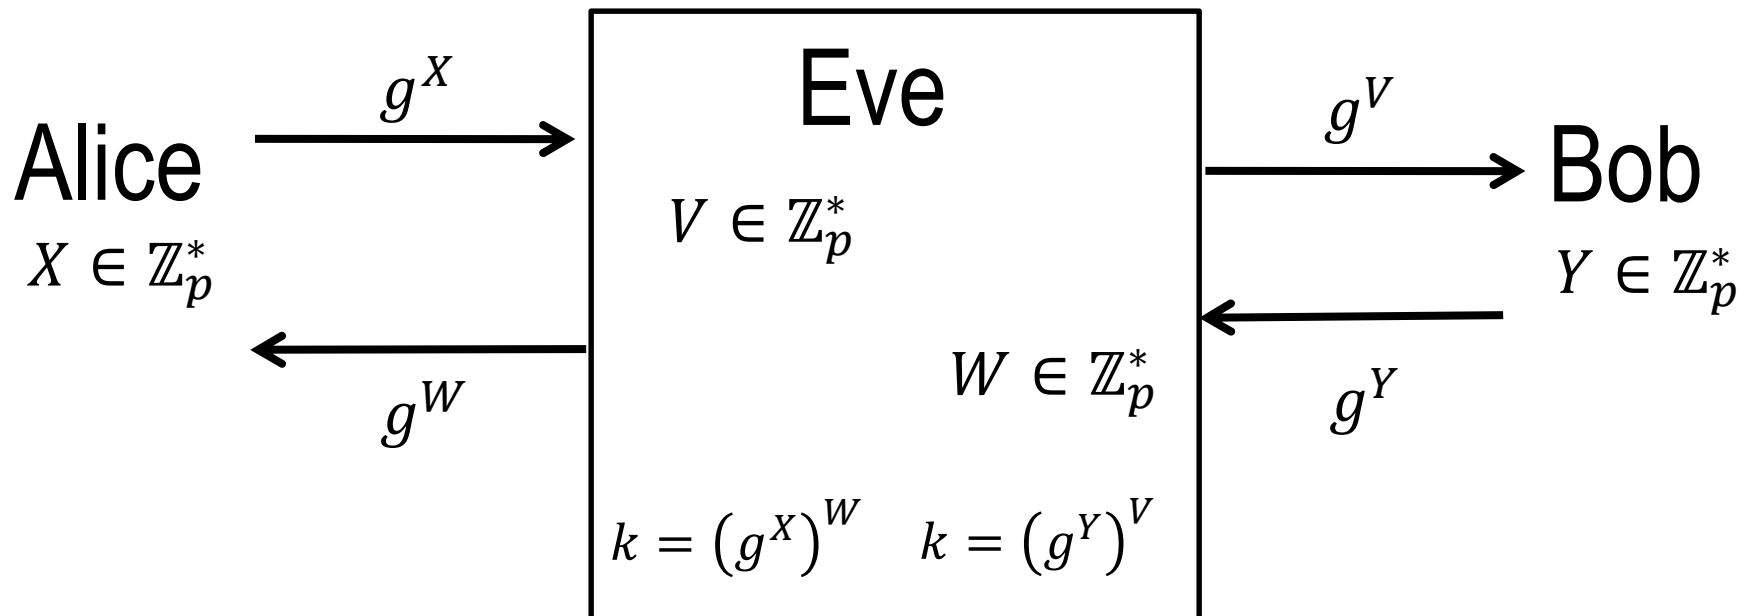 Eve
g^X
g^V
Alice
Bob
V ∈ ℤ_p^*
X ∈ ℤ_p^*
Y ∈ ℤ_p^*
W ∈ ℤ_p^*
g^W
g^Y
k = (g^X)^W
k = (g^Y)^V